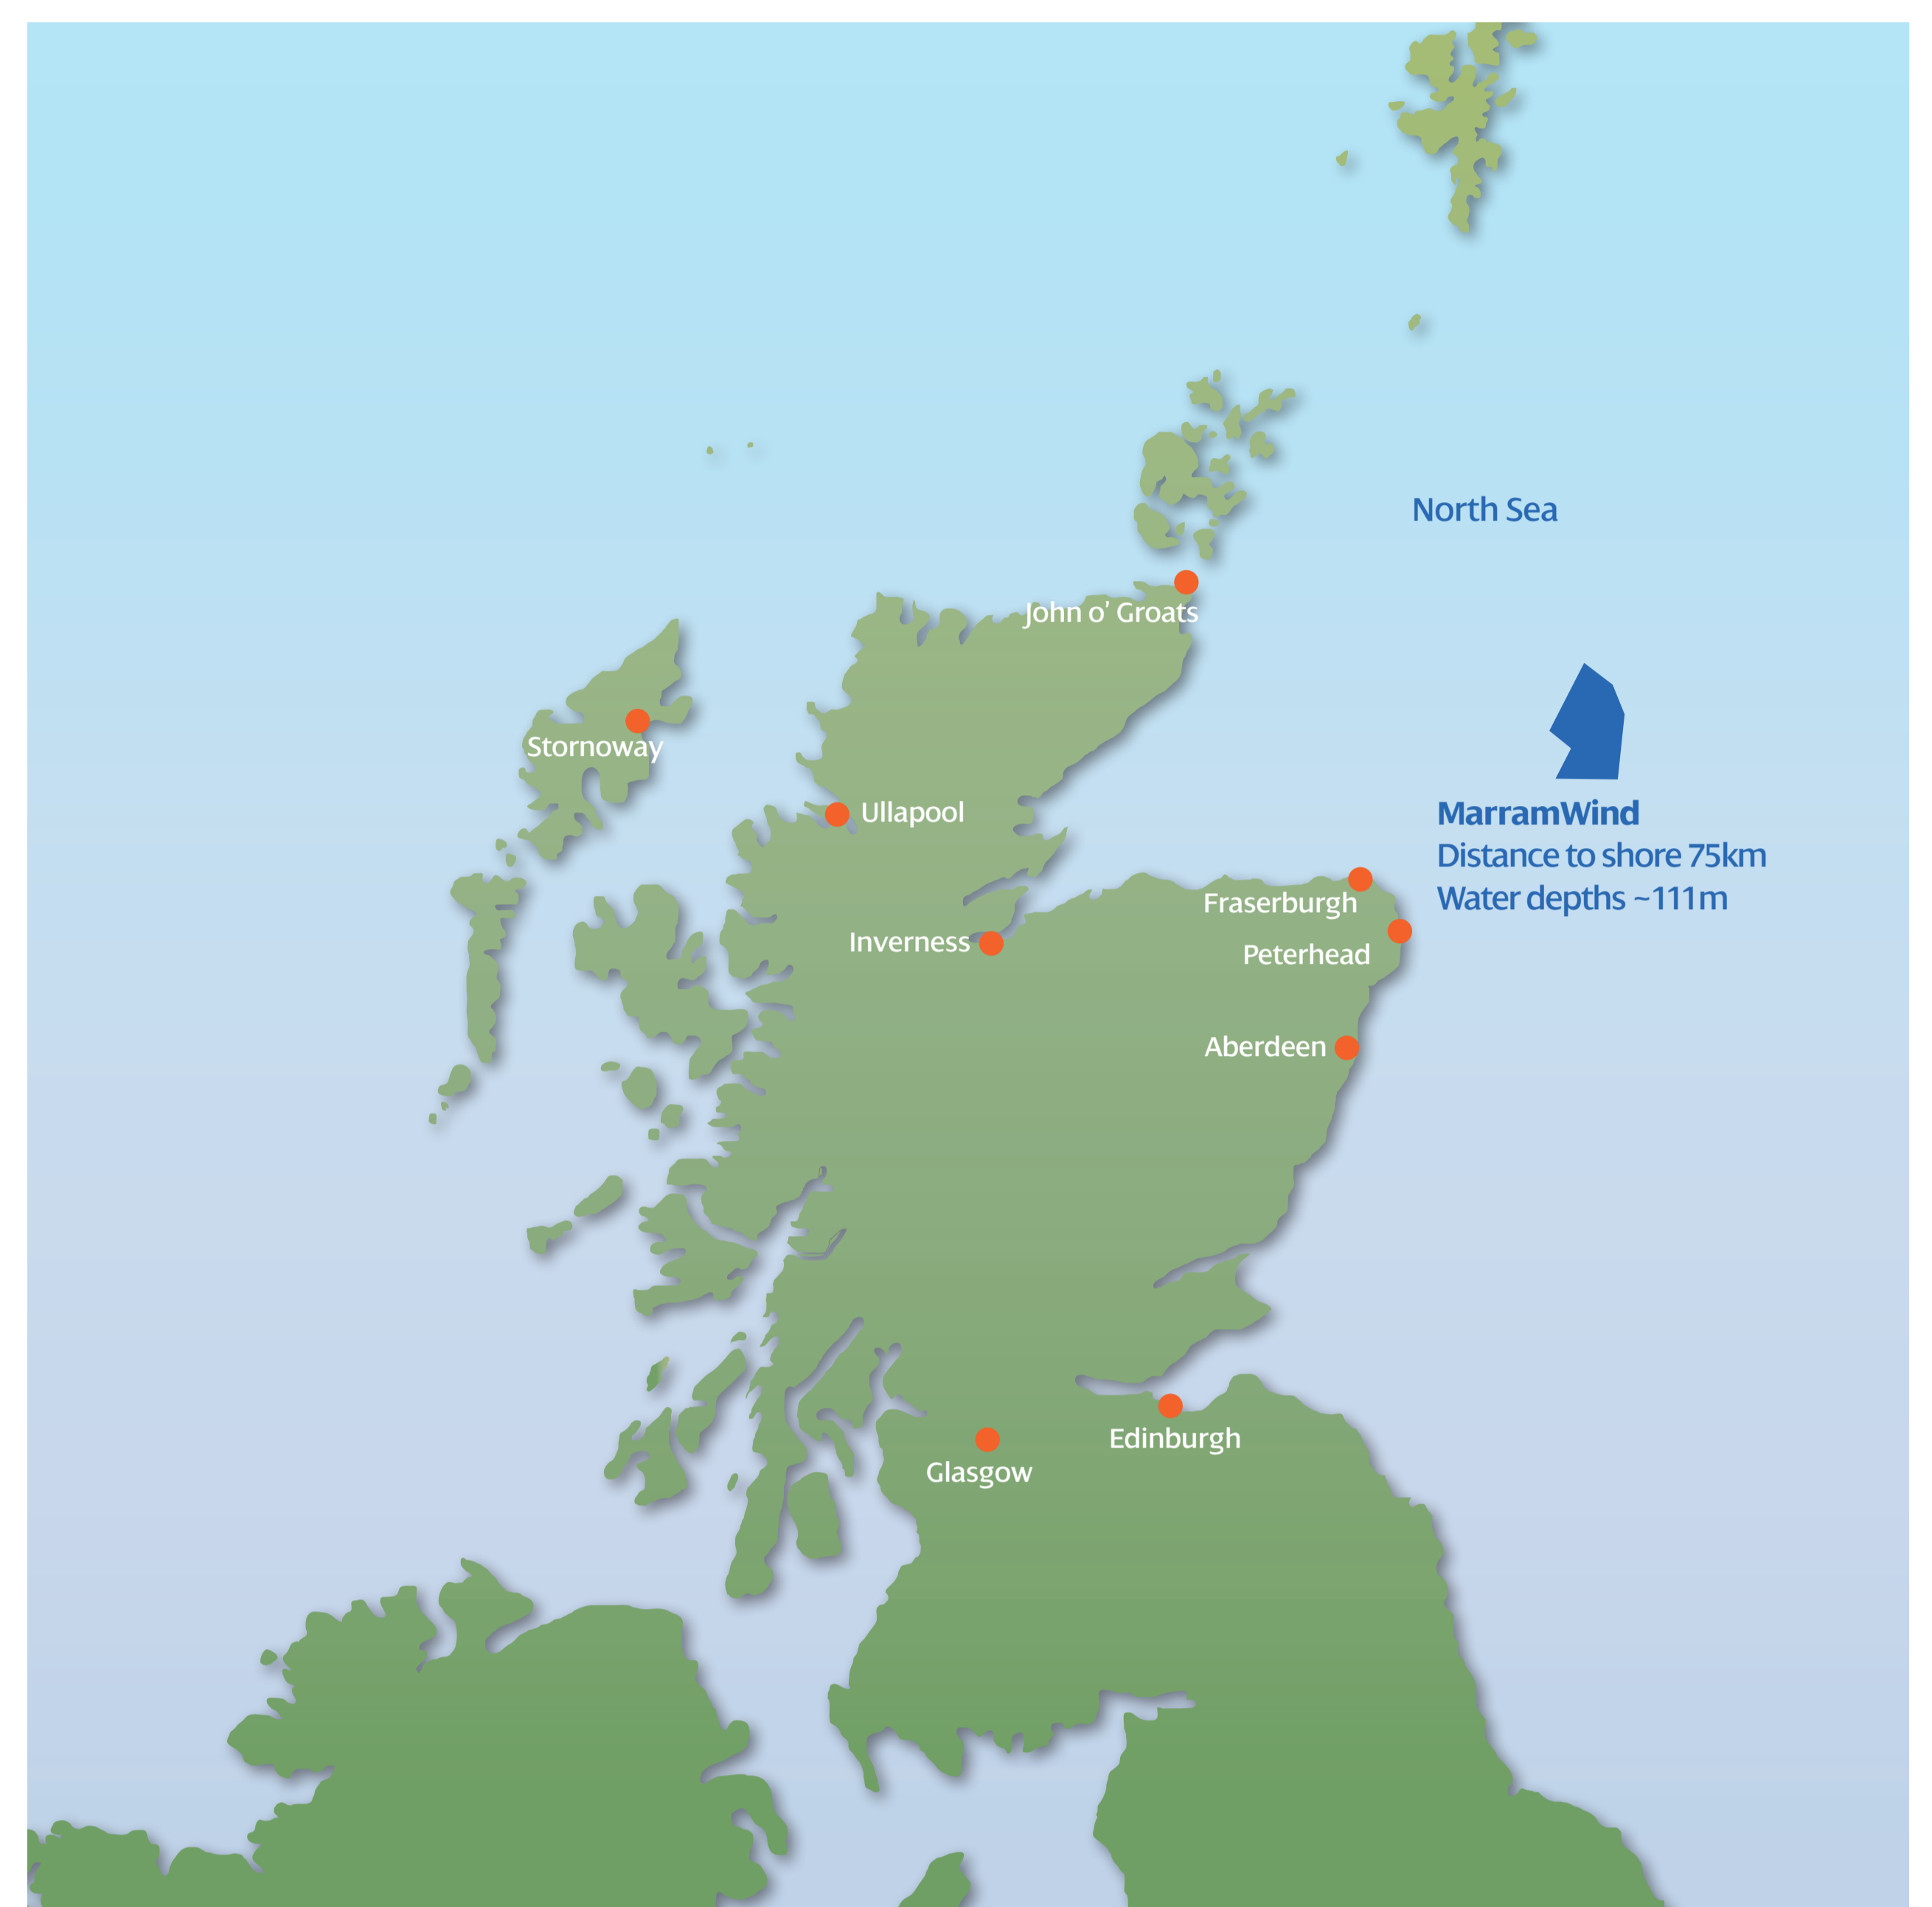 North Sea
John o' Groats
Stornoway
Ullapool
MarramWind
Distance to shore 75km
Water depths ~111m
Fraserburgh
Inverness
Peterhead
Aberdeen
Edinburgh
Glasgow